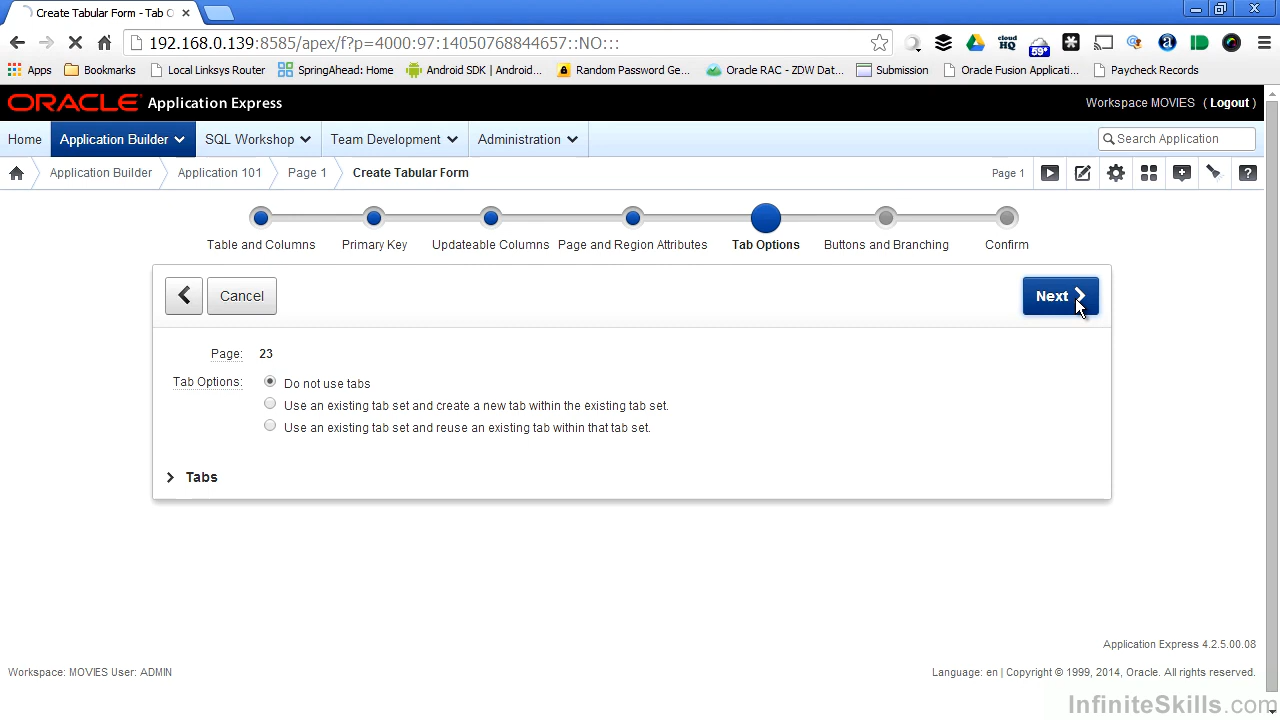 Create Tabular Form - Tab O
192.168.0.139:8585/apex/f?p=4000:97:14050768844657::NO:::
cloud
HQ
59°
Apps Bookmarks Local Linksys Router SpringAhead: Home Android SDK | Android... Random Password Ge... Oracle RAC - ZDW Dat... Submission Oracle Fusion Applicati... Paycheck Records
ORACLE Application Express Workspace MOVIES ( Logout )
Home Application Builder SQL Workshop Team Development Administration Search Application
Application Builder Application 101 Page 1 Create Tabular Form Page 1
Table and Columns Primary Key Updateable Columns Page and Region Attributes Tab Options Buttons and Branching Confirm
Cancel Next
Page: 23
Tab Options: Do not use tabs
Use an existing tab set and create a new tab within the existing tab set.
Use an existing tab set and reuse an existing tab within that tab set.
Tabs
Application Express 4.2.5.00.08
Workspace: MOVIES User: ADMIN Language: en | Copyright © 1999, 2014, Oracle. All rights reserved.
InfiniteSkills.com